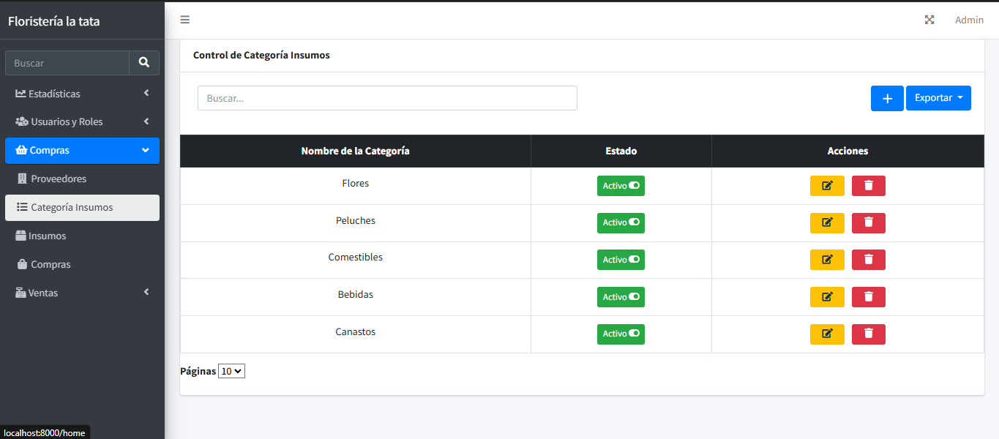 Floristería la tata
Admin
Buscar
Estadísticas
Usuarios y Roles
Compras
Proveedores
Categoría Insumos
Insumos
Compras
Ventas
Control de Categoría Insumos
Buscar...
Exportar
Nombre de la Categoría Estado Acciones
Flores Activo
Peluches Activo
Comestibles Activo
Bebidas Activo
Canastos Activo
Páginas 10
localhost:8000/home